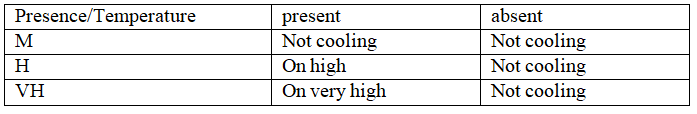 Presence/Temperature present absent
M Not cooling Not cooling
H On high Not cooling
VH On very high Not cooling